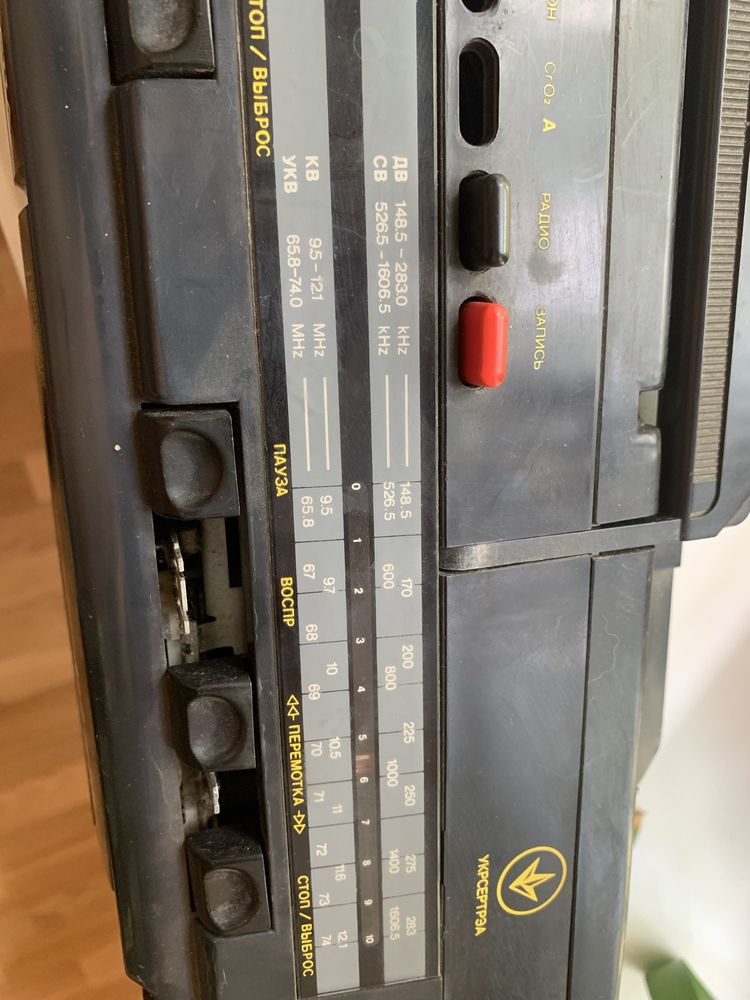 CrO₂ А РАДИО ЗАПИСЬ
УКРСЕРТРЭА
ДВ 148.5 – 283.0 kHz 148.5 170 200 225 250 275 283
СВ 526.5 – 1606.5 kHz 526.5 600 800 1000 1400 1606.5
0 1 2 3 4 5 6 7 8 9 10
КВ 9.5 – 12.1 MHz 9.5 9.7 10 10.5 11 11.6 12.1
УКВ 65.8 – 74.0 MHz 65.8 67 68 69 70 71 72 73 74
СТОП / ВЫБРОС ПАУЗА ВОСПР ◁◁ ПЕРЕМОТКА ▷▷ СТОП / ВЫБРОС